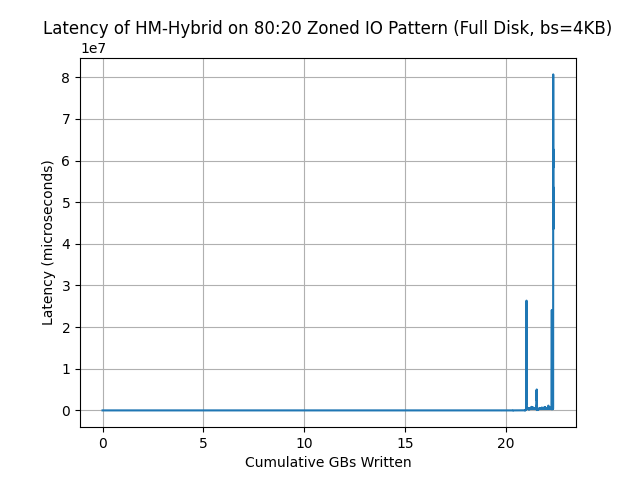 Latency of HM-Hybrid on 80:20 Zoned IO Pattern (Full Disk, bs=4KB)
1e7
8
7
6
5
4
3
2
1
0
Latency (microseconds)
0 5 10 15 20
Cumulative GBs Written